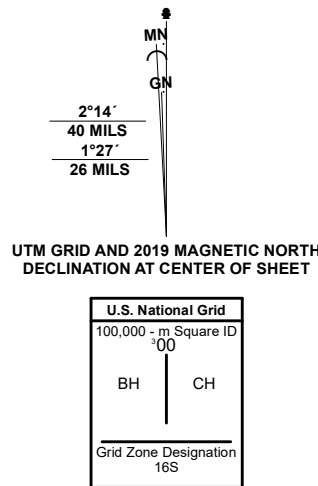 MN
GN
2°14´
40 MILS
1°27´
26 MILS
UTM GRID AND 2019 MAGNETIC NORTH
DECLINATION AT CENTER OF SHEET
U.S. National Grid
100,000 - m Square ID
³00
BH CH
Grid Zone Designation
16S